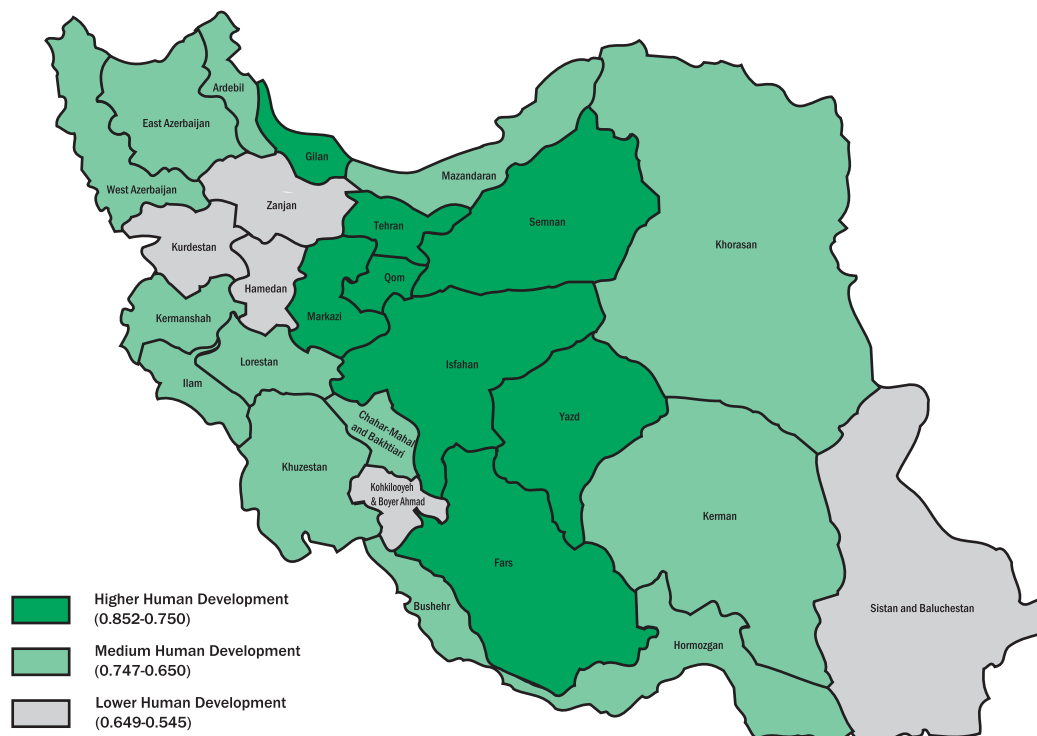 Ardebil
East Azerbaijan
Gilan
Mazandaran
West Azerbaijan
Zanjan
Tehran
Semnan
Khorasan
Kurdestan
Qom
Hamedan
Kermanshah
Markazi
Lorestan
Isfahan
Ilam
Yazd
Chahar-Mahal
and Bakhtiari
Khuzestan
Kohkilooyeh
& Boyer Ahmad
Kerman
Fars
Bushehr
Sistan and Baluchestan
Hormozgan
Higher Human Development
(0.852-0.750)
Medium Human Development
(0.747-0.650)
Lower Human Development
(0.649-0.545)